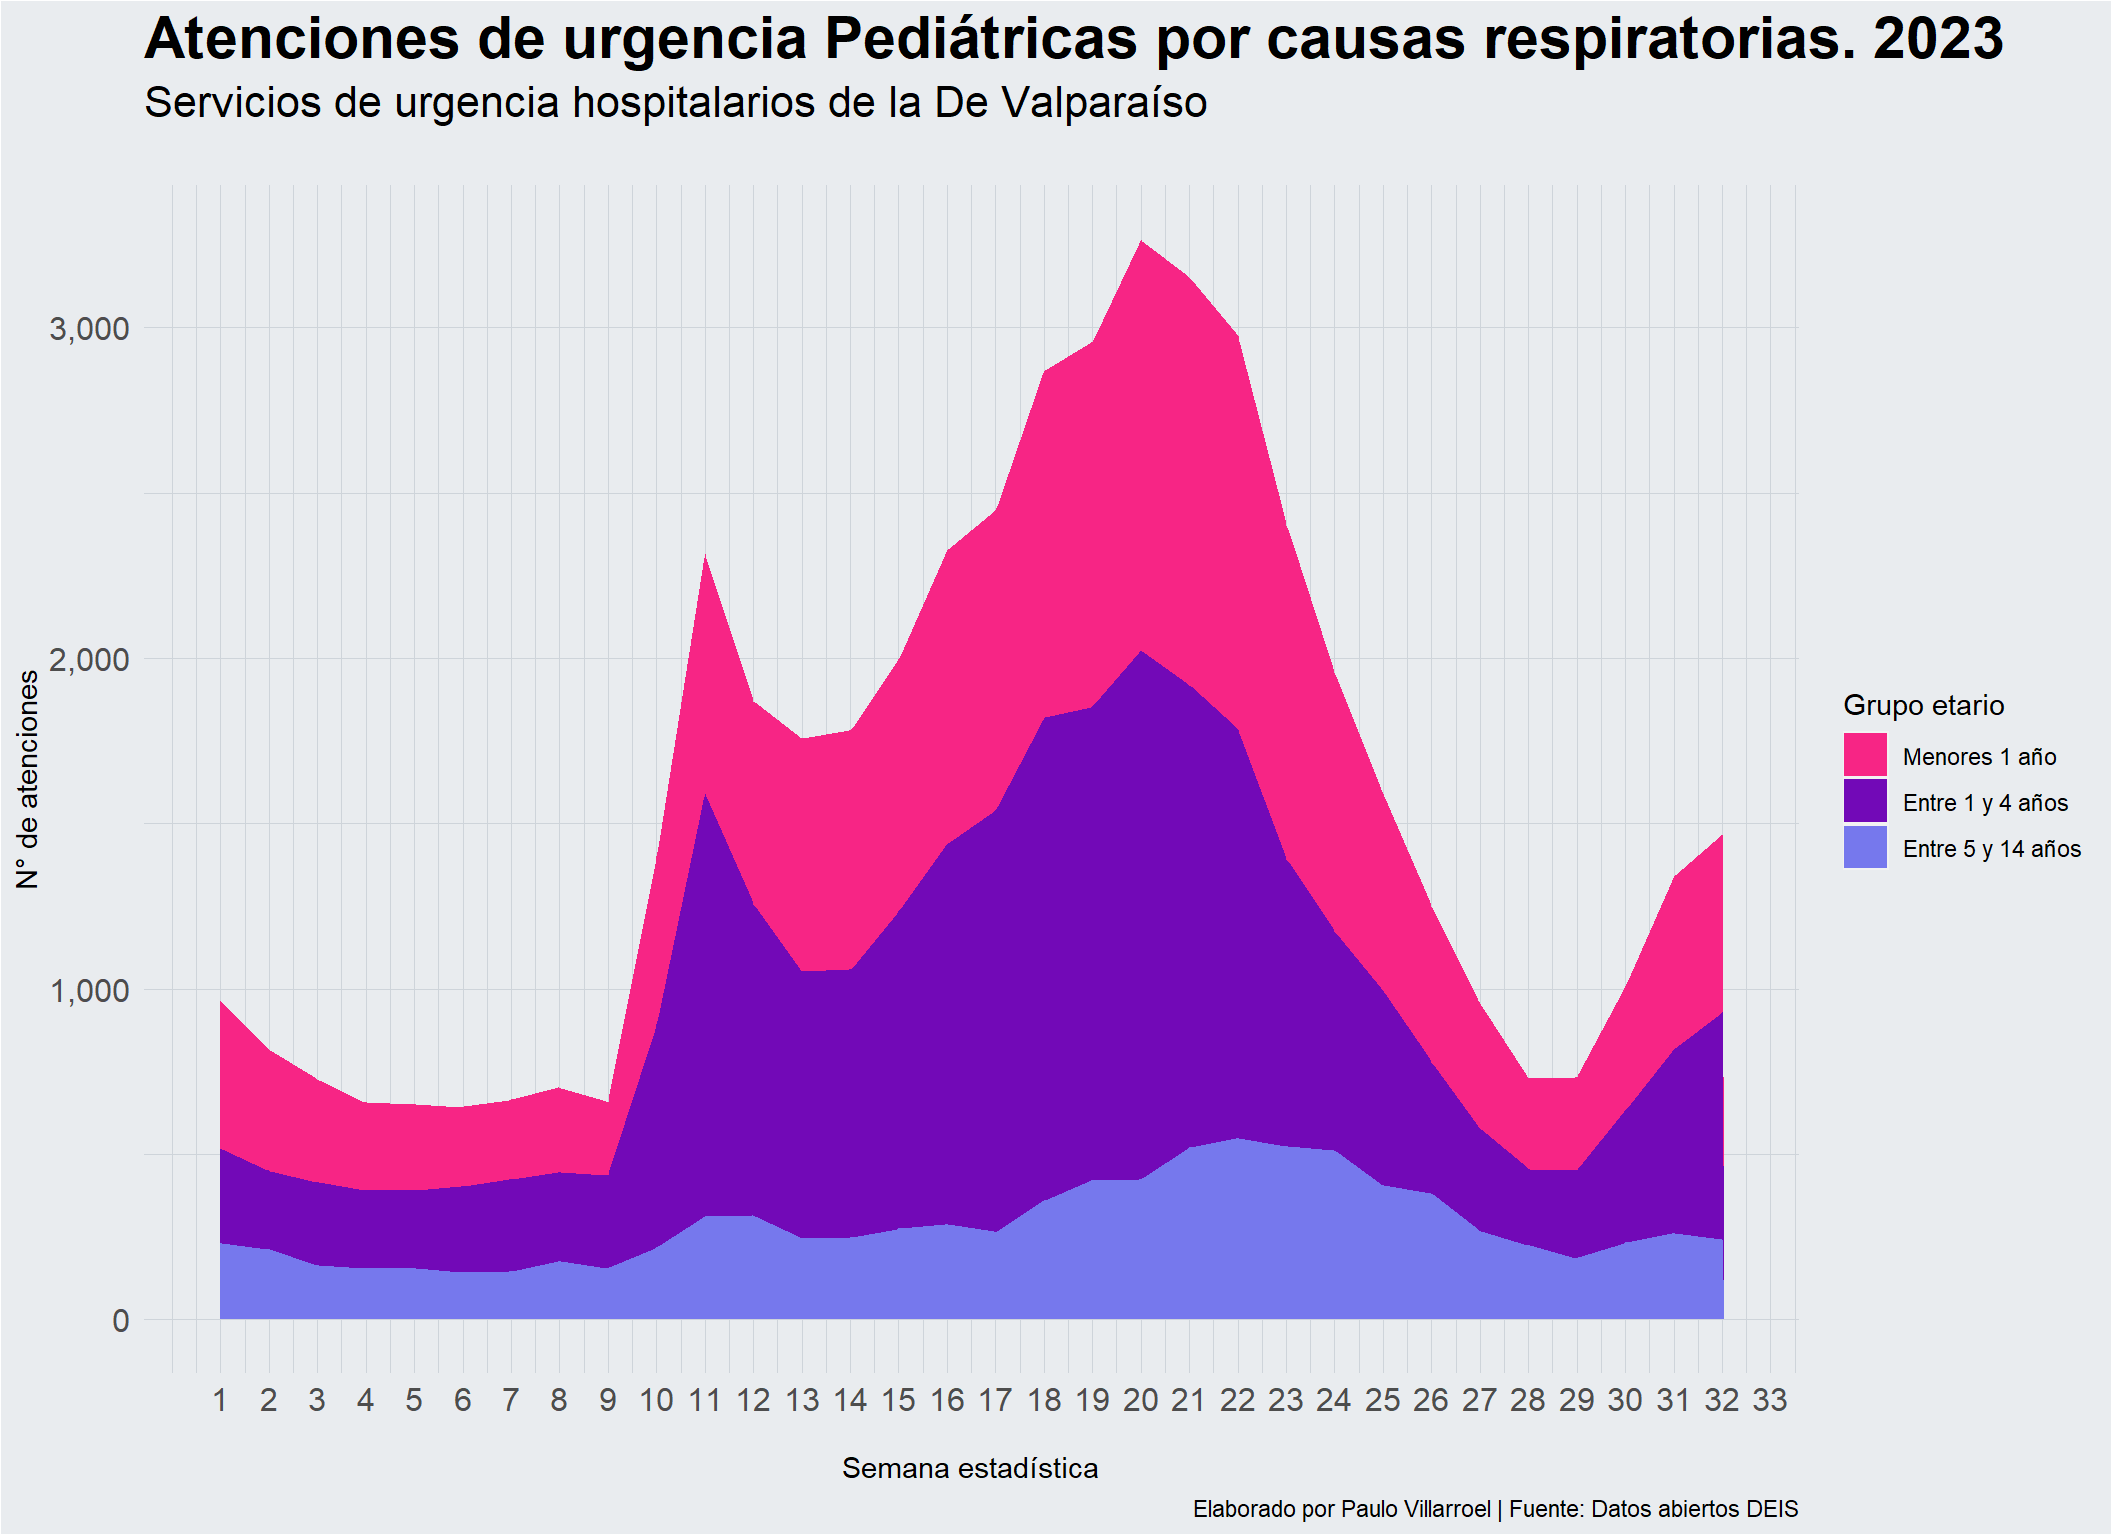 Atenciones de urgencia Pediátricas por causas respiratorias. 2023
Servicios de urgencia hospitalarios de la De Valparaíso
3,000
2,000
1,000
0
N° de atenciones
1 2 3 4 5 6 7 8 9 10 11 12 13 14 15 16 17 18 19 20 21 22 23 24 25 26 27 28 29 30 31 32 33
Semana estadística
Grupo etario
Menores 1 año
Entre 1 y 4 años
Entre 5 y 14 años
Elaborado por Paulo Villarroel | Fuente: Datos abiertos DEIS